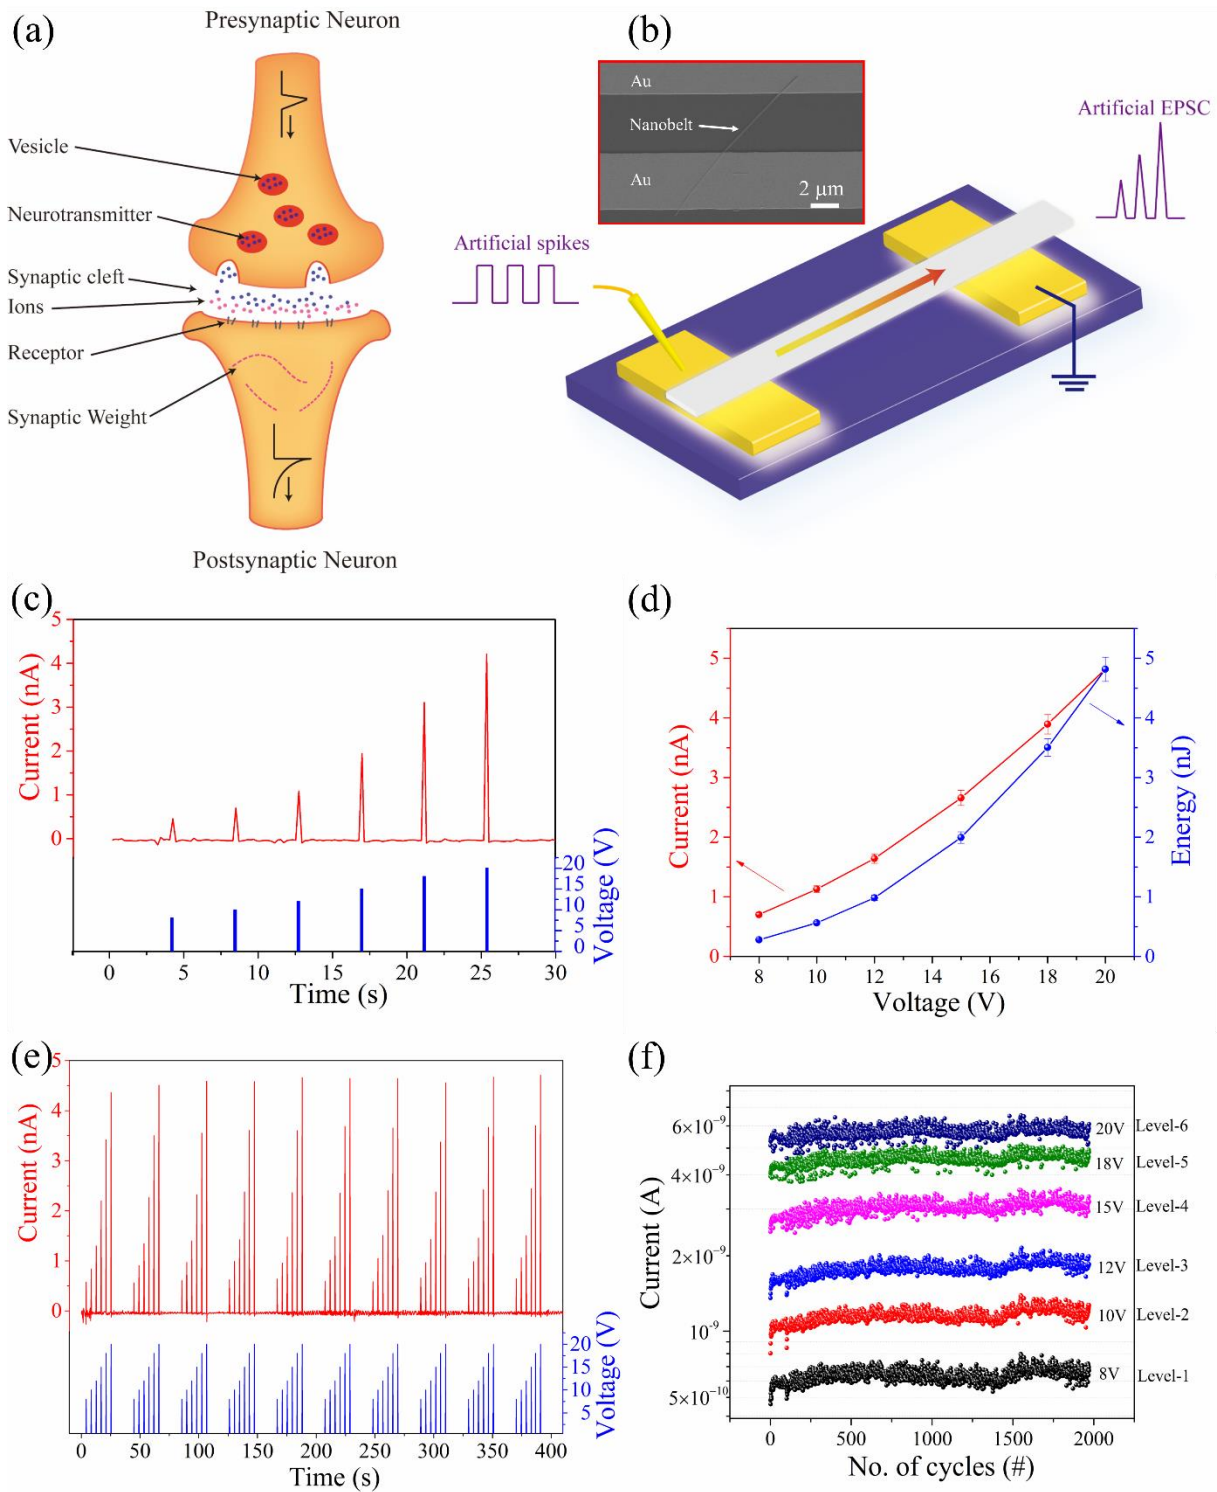 (a)
Presynaptic Neuron
Vesicle
Neurotransmitter
Synaptic cleft
Ions
Receptor
Synaptic Weight
Postsynaptic Neuron
(b)
Au
Nanobelt
Au
2 μm
Artificial spikes
Artificial EPSC
(c)
Current (nA)
5
4
3
2
1
0
Voltage (V)
20
15
10
5
0
0 5 10 15 20 25 30
Time (s)
(d)
Current (nA)
5
4
3
2
1
0
Energy (nJ)
5
4
3
2
1
0
8 10 12 14 16 18 20
Voltage (V)
(e)
Current (nA)
5
4
3
2
1
0
Voltage (V)
20
15
10
5
0 50 100 150 200 250 300 350 400
Time (s)
(f)
Current (A)
6×10⁻⁹
4×10⁻⁹
2×10⁻⁹
10⁻⁹
5×10⁻¹⁰
20V Level-6
18V Level-5
15V Level-4
12V Level-3
10V Level-2
8V Level-1
0 500 1000 1500 2000
No. of cycles (#)